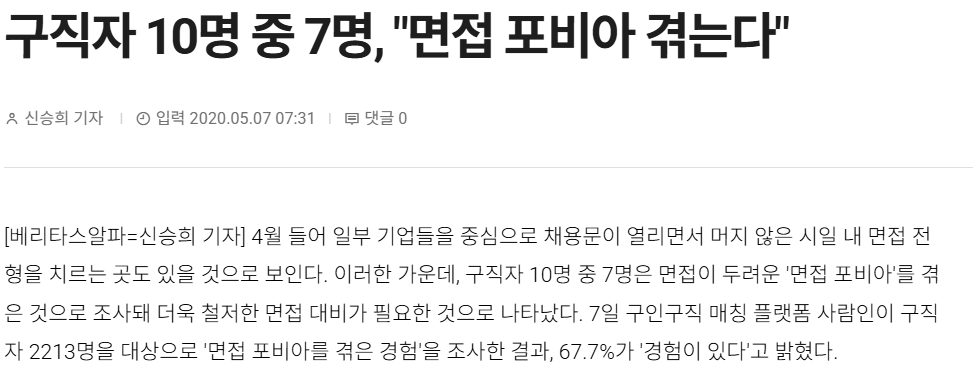 구직자 10명 중 7명, "면접 포비아 겪는다"
신승희 기자 | 입력 2020.05.07 07:31 | 댓글 0
[베리타스알파=신승희 기자] 4월 들어 일부 기업들을 중심으로 채용문이 열리면서 머지 않은 시일 내 면접 전
형을 치르는 곳도 있을 것으로 보인다. 이러한 가운데, 구직자 10명 중 7명은 면접이 두려운 '면접 포비아'를 겪
은 것으로 조사돼 더욱 철저한 면접 대비가 필요한 것으로 나타났다. 7일 구인구직 매칭 플랫폼 사람인이 구직
자 2213명을 대상으로 '면접 포비아를 겪은 경험'을 조사한 결과, 67.7%가 '경험이 있다'고 밝혔다.